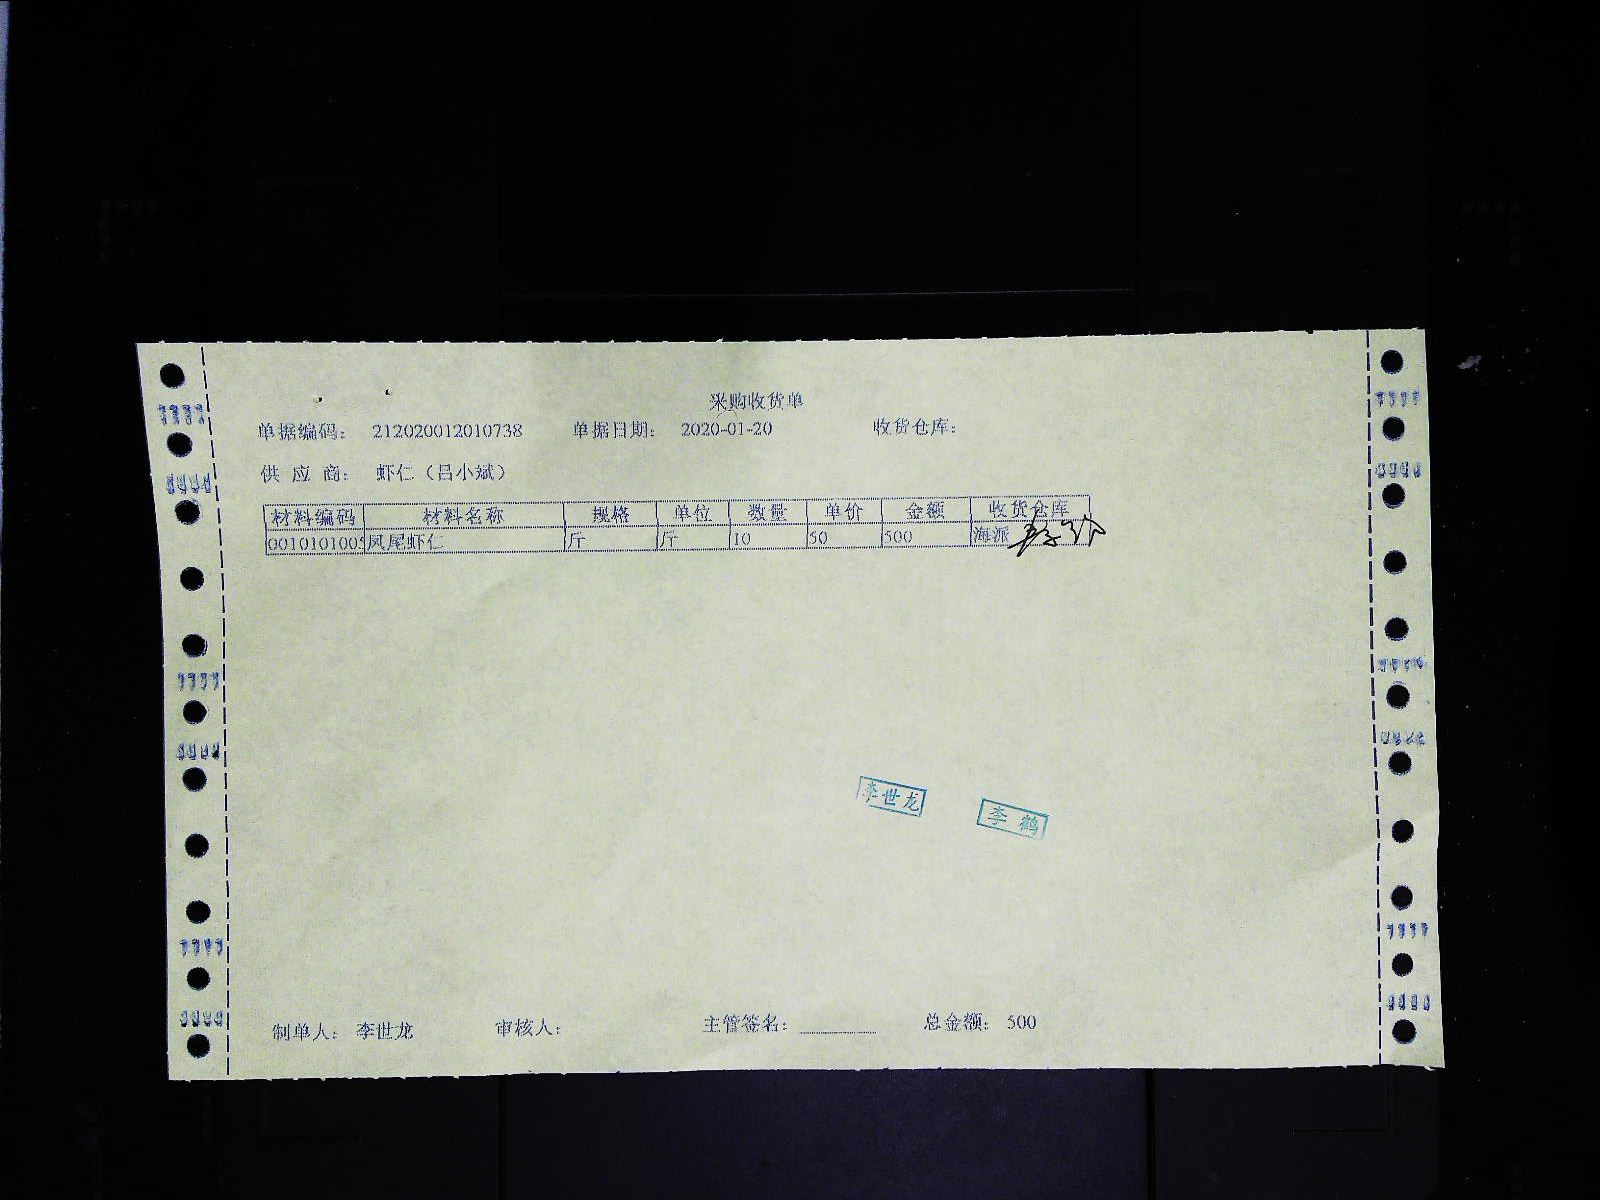 采购收货单
单据编码： 212020012010738 单据日期： 2020-01-20 收货仓库：
供 应 商： 虾仁（吕小斌）
材料编码 材料名称 规格 单位 数量 单价 金额 收货仓库
0010101005 凤尾虾仁 斤 斤 10 50 500 海派
李世龙
李鹤
制单人： 李世龙 审核人： 主管签名： 总金额： 500